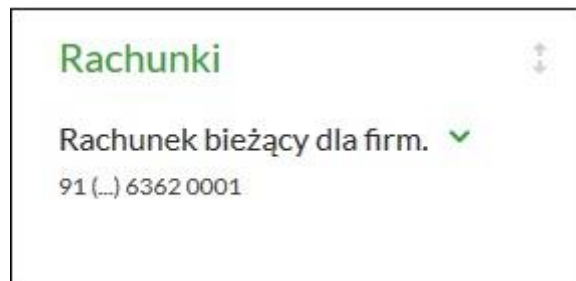 Rachunki
Rachunek bieżący dla firm.
91 (...) 6362 0001